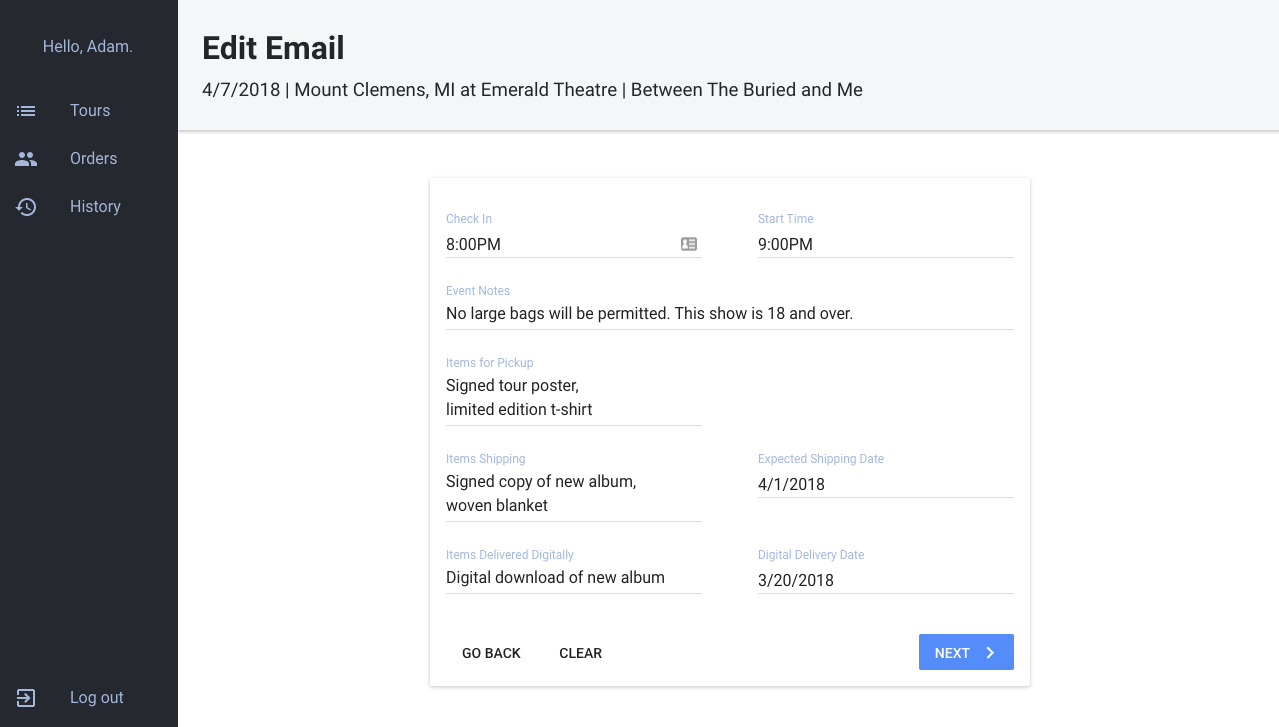 Hello, Adam.
Tours
Orders
History
Log out
Edit Email
4/7/2018 | Mount Clemens, MI at Emerald Theatre | Between The Buried and Me
Check In
8:00PM
Start Time
9:00PM
Event Notes
No large bags will be permitted. This show is 18 and over.
Items for Pickup
Signed tour poster,
limited edition t-shirt
Items Shipping
Signed copy of new album,
woven blanket
Expected Shipping Date
4/1/2018
Items Delivered Digitally
Digital download of new album
Digital Delivery Date
3/20/2018
GO BACK
CLEAR
NEXT